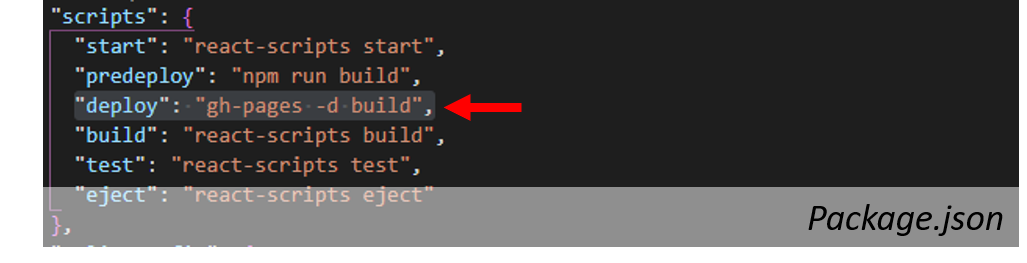 "scripts": {
"start": "react-scripts start",
"predeploy": "npm run build",
"deploy": "gh-pages -d build",
"build": "react-scripts build",
"test": "react-scripts test",
"eject": "react-scripts eject"
},
Package.json